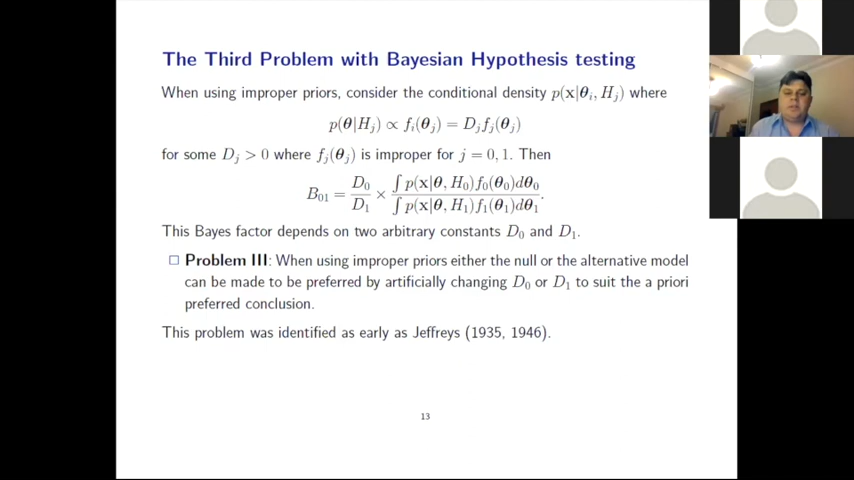 The Third Problem with Bayesian Hypothesis testing
When using improper priors, consider the conditional density p(x|θᵢ, Hⱼ) where
p(θ|Hⱼ) ∝ fᵢ(θⱼ) = Dⱼfⱼ(θⱼ)
for some Dⱼ > 0 where fⱼ(θⱼ) is improper for j = 0, 1. Then
B₀₁ = D₀/D₁ × ∫ p(x|θ, H₀)f₀(θ₀)dθ₀ / ∫ p(x|θ, H₁)f₁(θ₁)dθ₁.
This Bayes factor depends on two arbitrary constants D₀ and D₁.
□ Problem III: When using improper priors either the null or the alternative model
can be made to be preferred by artificially changing D₀ or D₁ to suit the a priori
preferred conclusion.
This problem was identified as early as Jeffreys (1935, 1946).
13